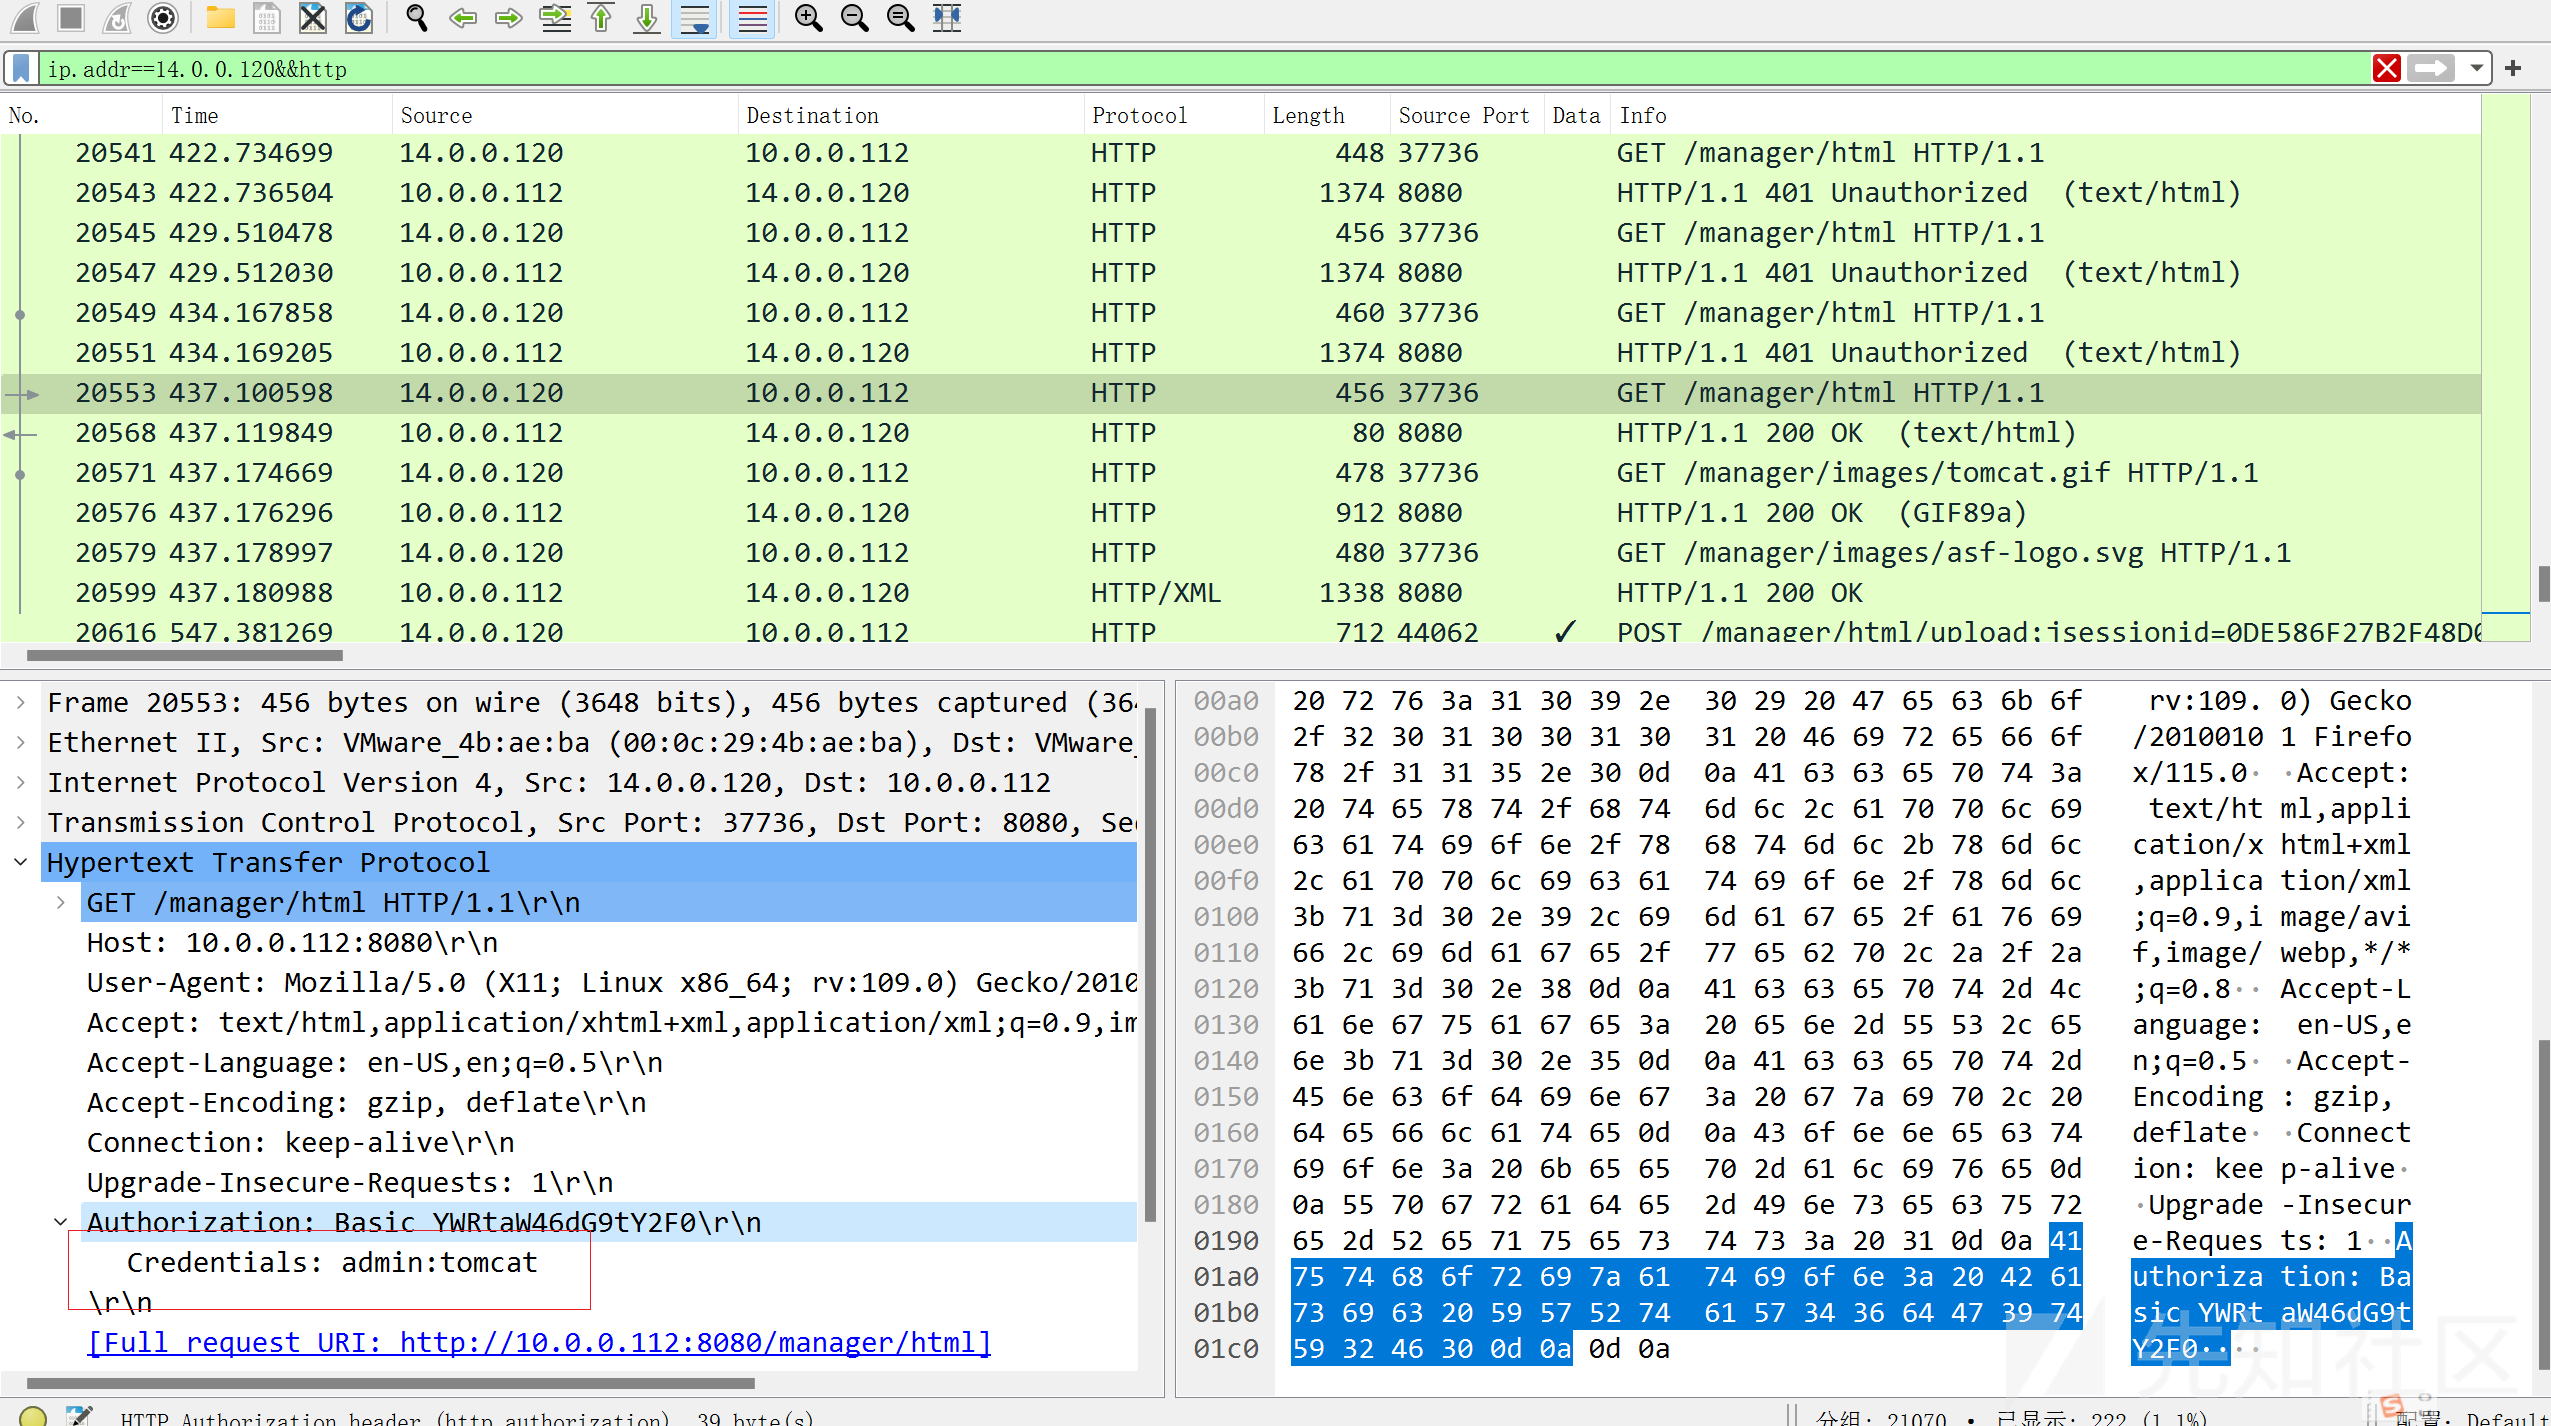 ip.addr==14.0.0.120&&http
No. Time Source Destination Protocol Length Source Port Data Info
20541 422.734699 14.0.0.120 10.0.0.112 HTTP 448 37736 GET /manager/html HTTP/1.1
20543 422.736504 10.0.0.112 14.0.0.120 HTTP 1374 8080 HTTP/1.1 401 Unauthorized (text/html)
20545 429.510478 14.0.0.120 10.0.0.112 HTTP 456 37736 GET /manager/html HTTP/1.1
20547 429.512030 10.0.0.112 14.0.0.120 HTTP 1374 8080 HTTP/1.1 401 Unauthorized (text/html)
20549 434.167858 14.0.0.120 10.0.0.112 HTTP 460 37736 GET /manager/html HTTP/1.1
20551 434.169205 10.0.0.112 14.0.0.120 HTTP 1374 8080 HTTP/1.1 401 Unauthorized (text/html)
20553 437.100598 14.0.0.120 10.0.0.112 HTTP 456 37736 GET /manager/html HTTP/1.1
20568 437.119849 10.0.0.112 14.0.0.120 HTTP 80 8080 HTTP/1.1 200 OK (text/html)
20571 437.174669 14.0.0.120 10.0.0.112 HTTP 478 37736 GET /manager/images/tomcat.gif HTTP/1.1
20576 437.176296 10.0.0.112 14.0.0.120 HTTP 912 8080 HTTP/1.1 200 OK (GIF89a)
20579 437.178997 14.0.0.120 10.0.0.112 HTTP 480 37736 GET /manager/images/asf-logo.svg HTTP/1.1
20599 437.180988 10.0.0.112 14.0.0.120 HTTP/XML 1338 8080 HTTP/1.1 200 OK
20616 547.381269 14.0.0.120 10.0.0.112 HTTP 712 44062 ✓ POST /manager/html/upload;jsessionid=0DE586F27B2F48D0
Frame 20553: 456 bytes on wire (3648 bits), 456 bytes captured (364
Ethernet II, Src: VMware_4b:ae:ba (00:0c:29:4b:ae:ba), Dst: VMware_
Internet Protocol Version 4, Src: 14.0.0.120, Dst: 10.0.0.112
Transmission Control Protocol, Src Port: 37736, Dst Port: 8080, Se
Hypertext Transfer Protocol
GET /manager/html HTTP/1.1\r\n
Host: 10.0.0.112:8080\r\n
User-Agent: Mozilla/5.0 (X11; Linux x86_64; rv:109.0) Gecko/2010
Accept: text/html,application/xhtml+xml,application/xml;q=0.9,im
Accept-Language: en-US,en;q=0.5\r\n
Accept-Encoding: gzip, deflate\r\n
Connection: keep-alive\r\n
Upgrade-Insecure-Requests: 1\r\n
Authorization: Basic YWRtaW46dG9tY2F0\r\n
Credentials: admin:tomcat
\r\n
[Full request URI: http://10.0.0.112:8080/manager/html]
00a0 20 72 76 3a 31 30 39 2e 30 29 20 47 65 63 6b 6f rv:109. 0) Gecko
00b0 2f 32 30 31 30 30 31 30 31 20 46 69 72 65 66 6f /2010010 1 Firefo
00c0 78 2f 31 31 35 2e 30 0d 0a 41 63 63 65 70 74 3a x/115.0· ·Accept:
00d0 20 74 65 78 74 2f 68 74 6d 6c 2c 61 70 70 6c 69 text/ht ml,appli
00e0 63 61 74 69 6f 6e 2f 78 68 74 6d 6c 2b 78 6d 6c cation/x html+xml
00f0 2c 61 70 70 6c 69 63 61 74 69 6f 6e 2f 78 6d 6c ,applica tion/xml
0100 3b 71 3d 30 2e 39 2c 69 6d 61 67 65 2f 61 76 69 ;q=0.9,i mage/avi
0110 66 2c 69 6d 61 67 65 2f 77 65 62 70 2c 2a 2f 2a f,image/ webp,*/*
0120 3b 71 3d 30 2e 38 0d 0a 41 63 63 65 70 74 2d 4c ;q=0.8·· Accept-L
0130 61 6e 67 75 61 67 65 3a 20 65 6e 2d 55 53 2c 65 anguage: en-US,e
0140 6e 3b 71 3d 30 2e 35 0d 0a 41 63 63 65 70 74 2d n;q=0.5· ·Accept-
0150 45 6e 63 6f 64 69 6e 67 3a 20 67 7a 69 70 2c 20 Encoding : gzip,
0160 64 65 66 6c 61 74 65 0d 0a 43 6f 6e 6e 65 63 74 deflate· ·Connect
0170 69 6f 6e 3a 20 6b 65 65 70 2d 61 6c 69 76 65 0d ion: kee p-alive·
0180 0a 55 70 67 72 61 64 65 2d 49 6e 73 65 63 75 72 ·Upgrade -Insecur
0190 65 2d 52 65 71 75 65 73 74 73 3a 20 31 0d 0a 41 e-Reques ts: 1··A
01a0 75 74 68 6f 72 69 7a 61 74 69 6f 6e 3a 20 42 61 uthoriza tion: Ba
01b0 73 69 63 20 59 57 52 74 61 57 34 36 64 47 39 74 sic YWRt aW46dG9t
01c0 59 32 46 30 0d 0a 0d 0a Y2F0····
先知社区
HTTP Authorization header (http.authorization), 39 byte(s)
分组: 21070 · 已显示: 222 (1.1%)
配置: Default